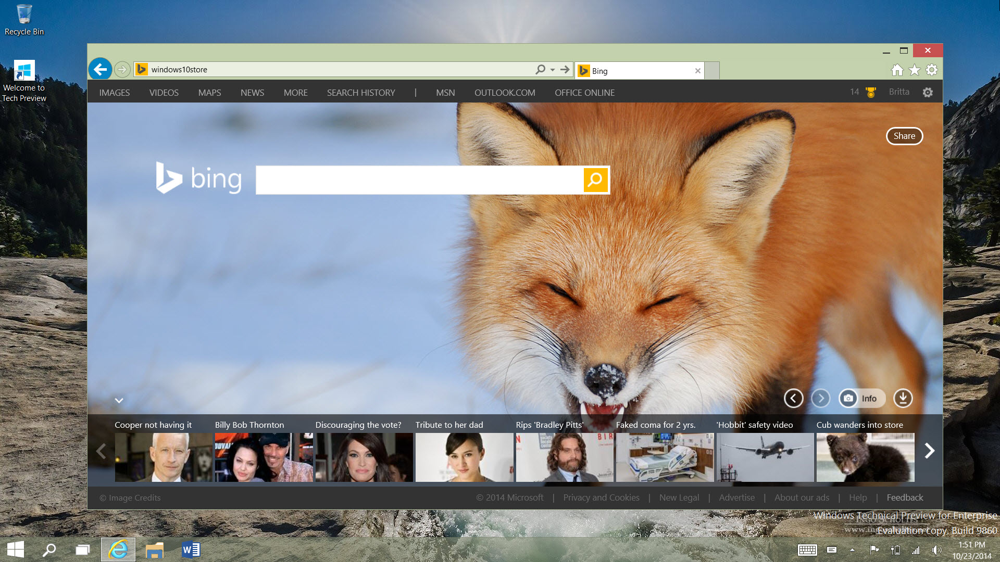 Recycle Bin
Welcome to
Tech Preview
windows10store
Bing
IMAGES VIDEOS MAPS NEWS MORE SEARCH HISTORY | MSN OUTLOOK.COM OFFICE ONLINE 14 Britta
Share
bing
Info
Cooper not having it Billy Bob Thornton Discouraging the vote? Tribute to her dad Rips 'Bradley Pitts' Faked coma for 2 yrs. 'Hobbit' safety video Cub wanders into store
© Image Credits © 2014 Microsoft | Privacy and Cookies | New Legal | Advertise | About our ads | Help | Feedback
Windows Technical Preview for Enterprise
INGO SCHOLTES
Evaluation copy. Build 9860
1:51 PM
10/23/2014